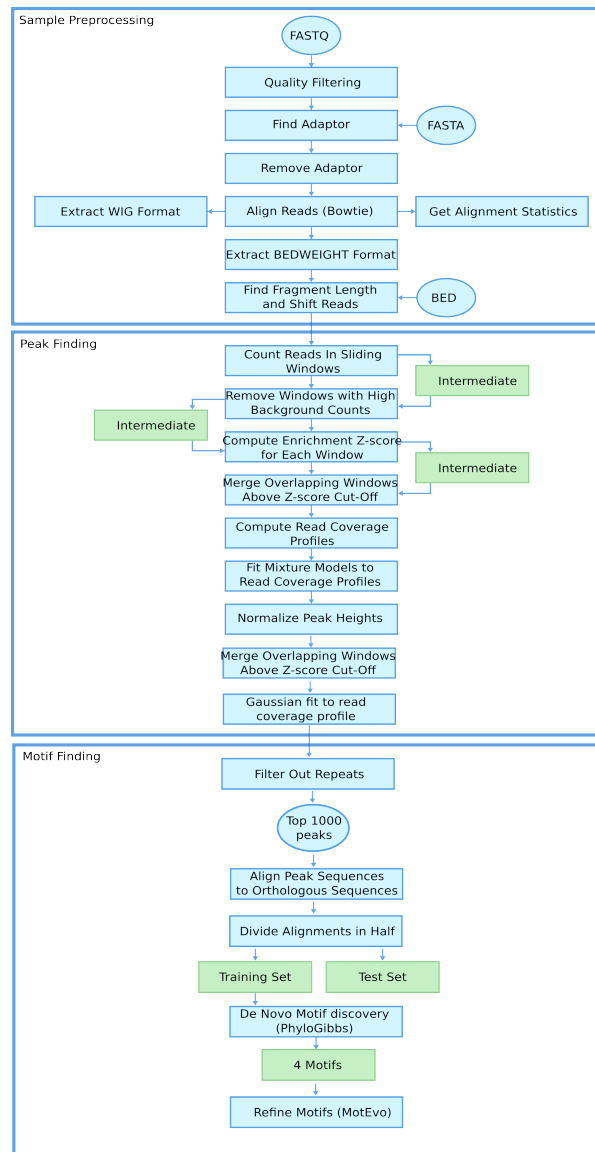 Sample Preprocessing
FASTQ
Quality Filtering
Find Adaptor
FASTA
Remove Adaptor
Extract WIG Format
Align Reads (Bowtie)
Get Alignment Statistics
Extract BEDWEIGHT Format
Find Fragment Length
and Shift Reads
BED
Peak Finding
Count Reads In Sliding
Windows
Intermediate
Remove Windows with High
Background Counts
Intermediate
Compute Enrichment Z-score
for Each Window
Intermediate
Merge Overlapping Windows
Above Z-score Cut-Off
Compute Read Coverage
Profiles
Fit Mixture Models to
Read Coverage Profiles
Normalize Peak Heights
Merge Overlapping Windows
Above Z-score Cut-Off
Gaussian fit to read
coverage profile
Motif Finding
Filter Out Repeats
Top 1000
peaks
Align Peak Sequences
to Orthologous Sequences
Divide Alignments in Half
Training Set
Test Set
De Novo Motif discovery
(PhyloGibbs)
4 Motifs
Refine Motifs (MotEvo)